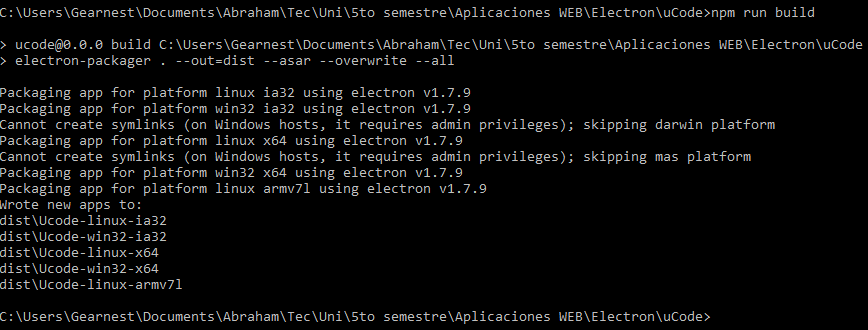 C:\Users\Gearnest\Documents\Abraham\Tec\Uni\5to semestre\Aplicaciones WEB\Electron\uCode>npm run build
> ucode@0.0.0 build C:\Users\Gearnest\Documents\Abraham\Tec\Uni\5to semestre\Aplicaciones WEB\Electron\uCode
> electron-packager . --out=dist --asar --overwrite --all
Packaging app for platform linux ia32 using electron v1.7.9
Packaging app for platform win32 ia32 using electron v1.7.9
Cannot create symlinks (on Windows hosts, it requires admin privileges); skipping darwin platform
Packaging app for platform linux x64 using electron v1.7.9
Cannot create symlinks (on Windows hosts, it requires admin privileges); skipping mas platform
Packaging app for platform win32 x64 using electron v1.7.9
Packaging app for platform linux armv7l using electron v1.7.9
Wrote new apps to:
dist\Ucode-linux-ia32
dist\Ucode-win32-ia32
dist\Ucode-linux-x64
dist\Ucode-win32-x64
dist\Ucode-linux-armv7l
C:\Users\Gearnest\Documents\Abraham\Tec\Uni\5to semestre\Aplicaciones WEB\Electron\uCode>